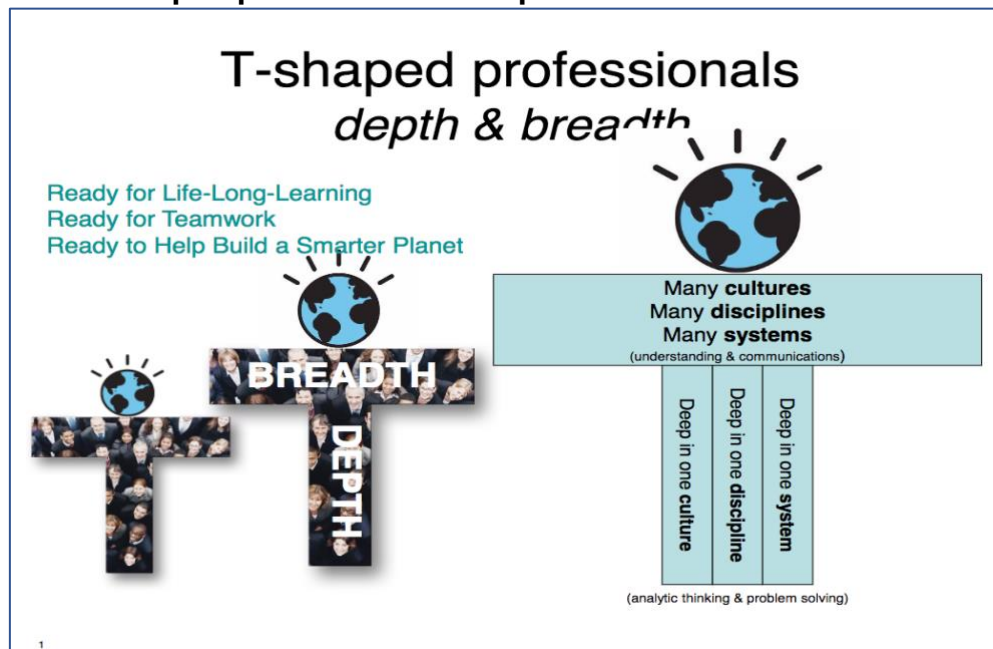 T-shaped professionals
depth & breadth
Ready for Life-Long-Learning
Ready for Teamwork
Ready to Help Build a Smarter Planet
BREADTH
DEPTH
Many cultures
Many disciplines
Many systems
(understanding & communications)
Deep in one culture
Deep in one discipline
Deep in one system
(analytic thinking & problem solving)
1